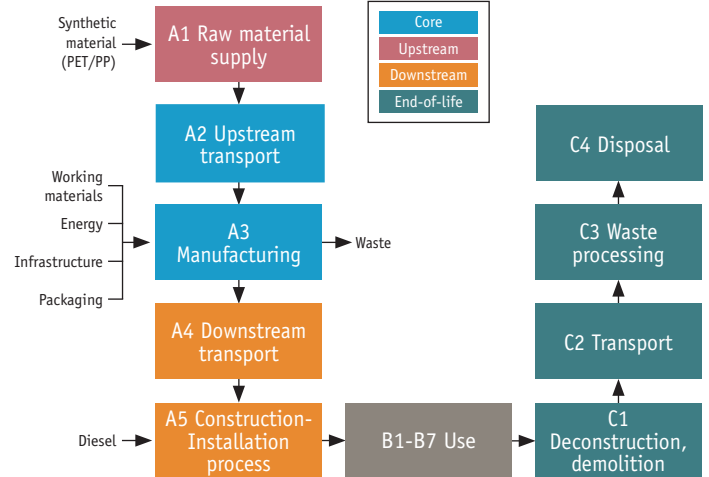 Synthetic
material
(PET/PP)
A1 Raw material
supply
Core
Upstream
Downstream
End-of-life
A2 Upstream
transport
C4 Disposal
Working
materials
Energy
Infrastructure
Packaging
A3
Manufacturing
Waste
C3 Waste
processing
A4 Downstream
transport
C2 Transport
Diesel
A5 Construction-
Installation
process
B1-B7 Use
C1
Deconstruction,
demolition